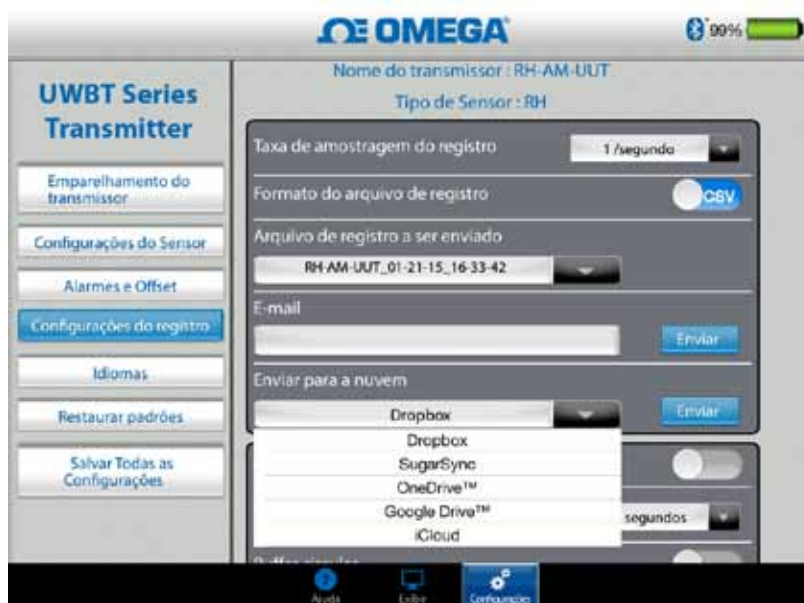 OMEGA
99%
UWBT Series
Transmitter
Emparelhamento do
transmissor
Configurações do Sensor
Alarmes e Offset
Configurações do registro
Idiomas
Restaurar padrões
Salvar Todas as
Configurações
Nome do transmissor : RH-AM-UUT
Tipo de Sensor : RH
Taxa de amostragem do registro
1 /segundo
Formato do arquivo de registro
CSV
Arquivo de registro a ser enviado
RH-AM-UUT_01-21-15_16-33-42
E-mail
Enviar
Enviar para a nuvem
Dropbox
Enviar
Dropbox
SugarSync
OneDrive™
Google Drive™
iCloud
segundos
Ajuda
Exibir
Configurações